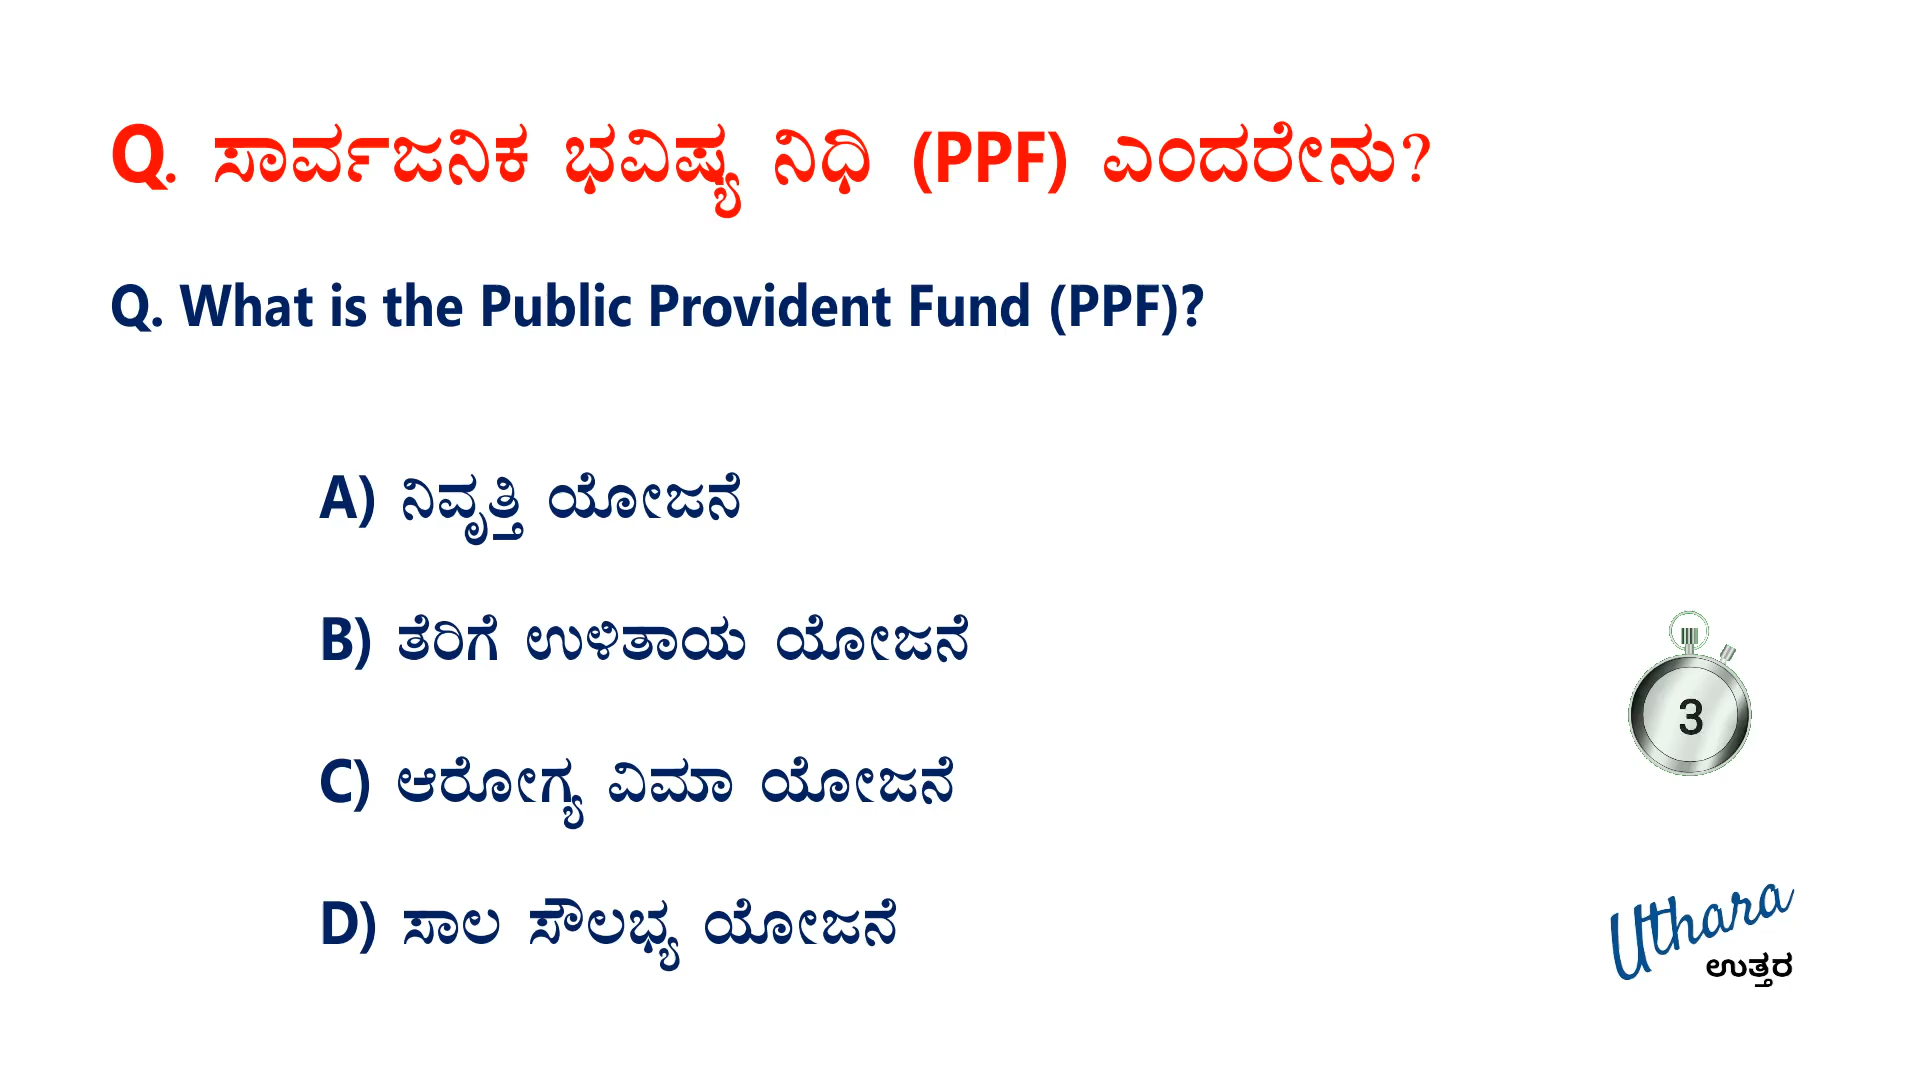 Q. ಸಾರ್ವಜನಿಕ ಭವಿಷ್ಯ ನಿಧಿ (PPF) ಎಂದರೇನು?
Q. What is the Public Provident Fund (PPF)?
A) ನಿವೃತ್ತಿ ಯೋಜನೆ
B) ತೆರಿಗೆ ಉಳಿತಾಯ ಯೋಜನೆ
C) ಆರೋಗ್ಯ ವಿಮಾ ಯೋಜನೆ
3
D) ಸಾಲ ಸೌಲಭ್ಯ ಯೋಜನೆ
Uthara
ಉತ್ತರ